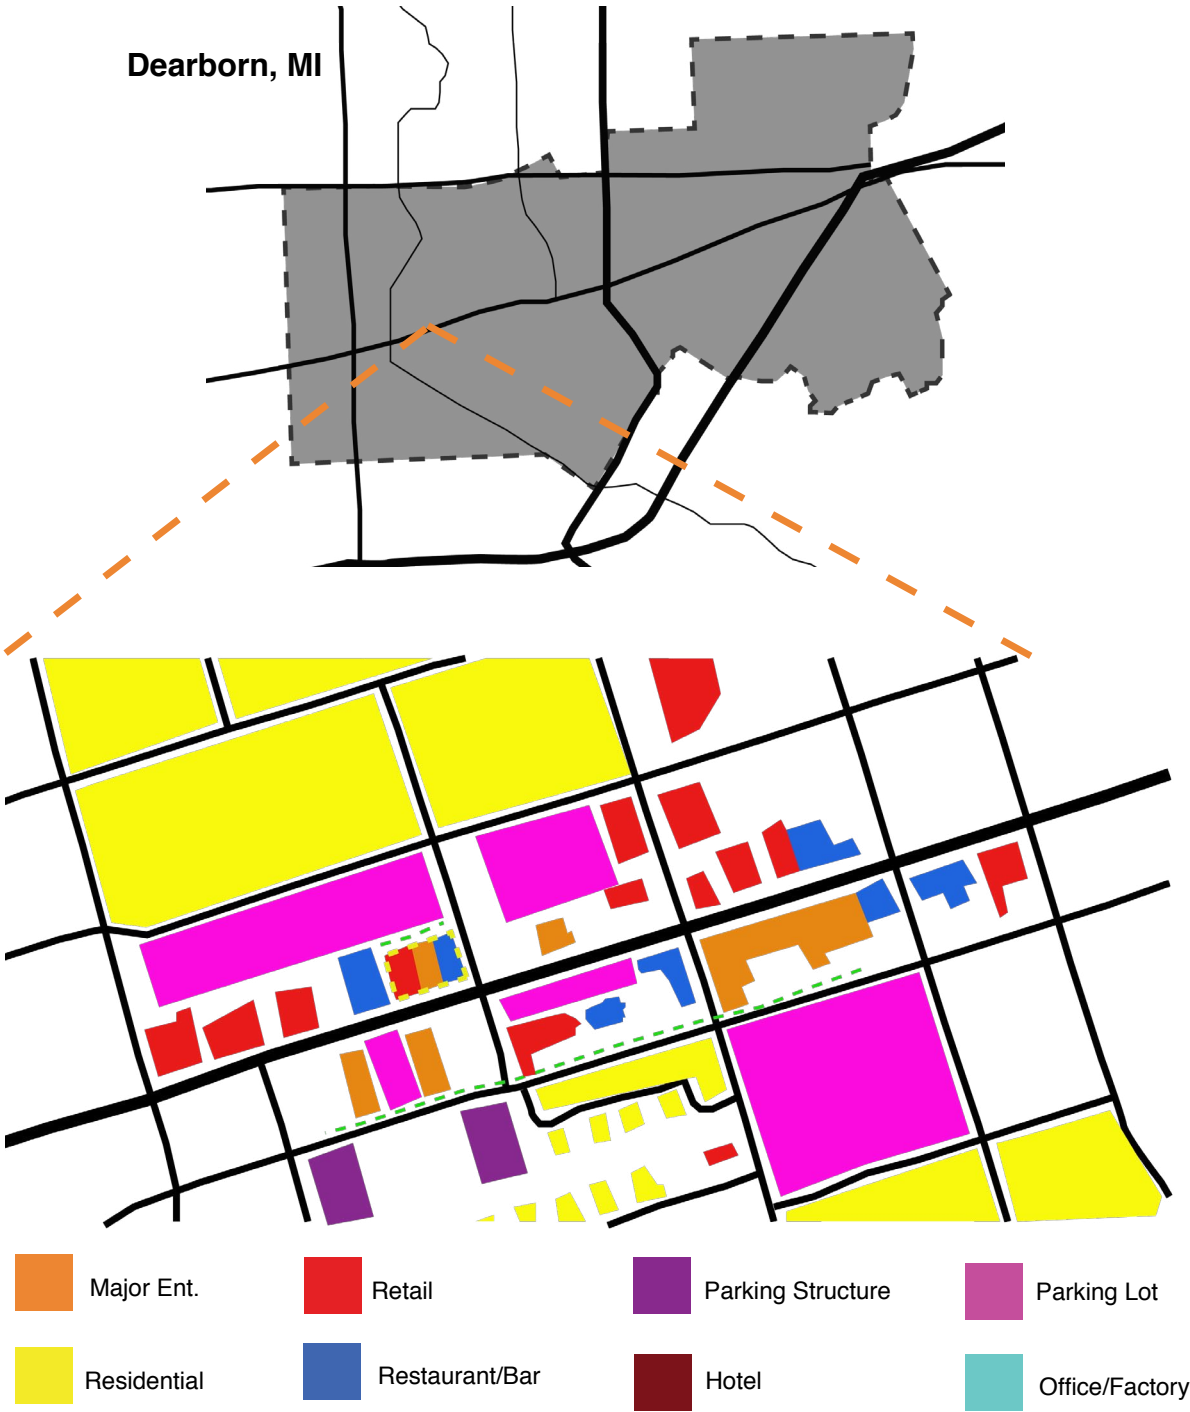 Dearborn, MI
Major Ent.
Retail
Parking Structure
Parking Lot
Residential
Restaurant/Bar
Hotel
Office/Factory